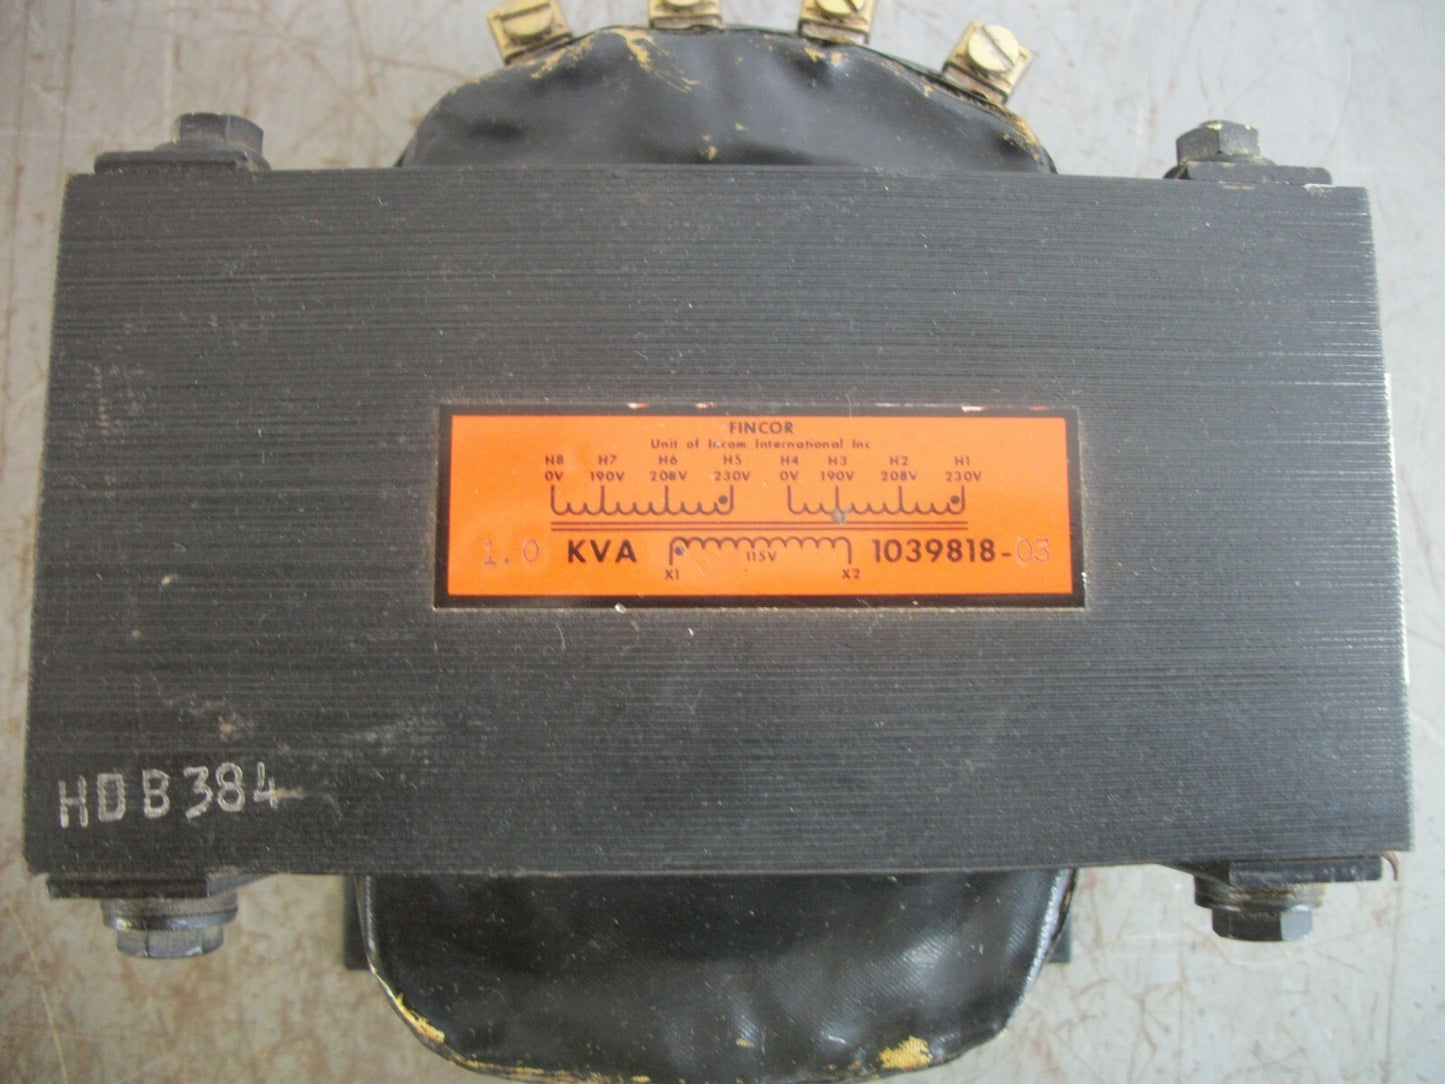 FINCOR
Unit of Incom International Inc
H8 H7 H6 H5 H4 H3 H2 H1
0V 190V 208V 230V 0V 190V 208V 230V
1.0 KVA 115V 1039818-03
X1 X2
HDB384